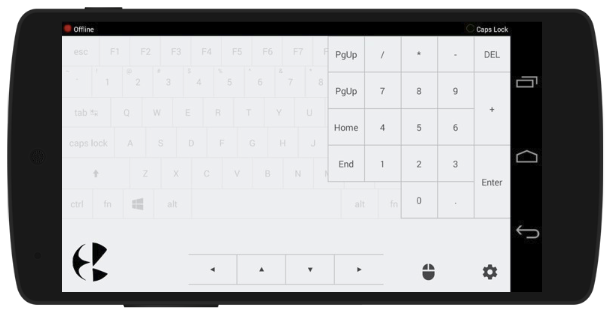 Offline Caps Lock
esc F1 F2 F3 F4 F5 F6 F7 F PgUp / * - DEL
1 2 3 4 5 6 7 8 PgUp 7 8 9 +
tab Q W E R T Y U Home 4 5 6
caps lock A S D F G H J End 1 2 3 Enter
Z X C V B N
ctrl fn alt alt fn 0 .